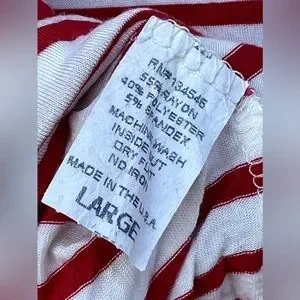 RN# 134546
55% RAYON
40% POLYESTER
5% SPANDEX
MACHINE WASH
INSIDE OUT
DRY FLAT
NO IRON
MADE IN THE U.S.A.
LARGE